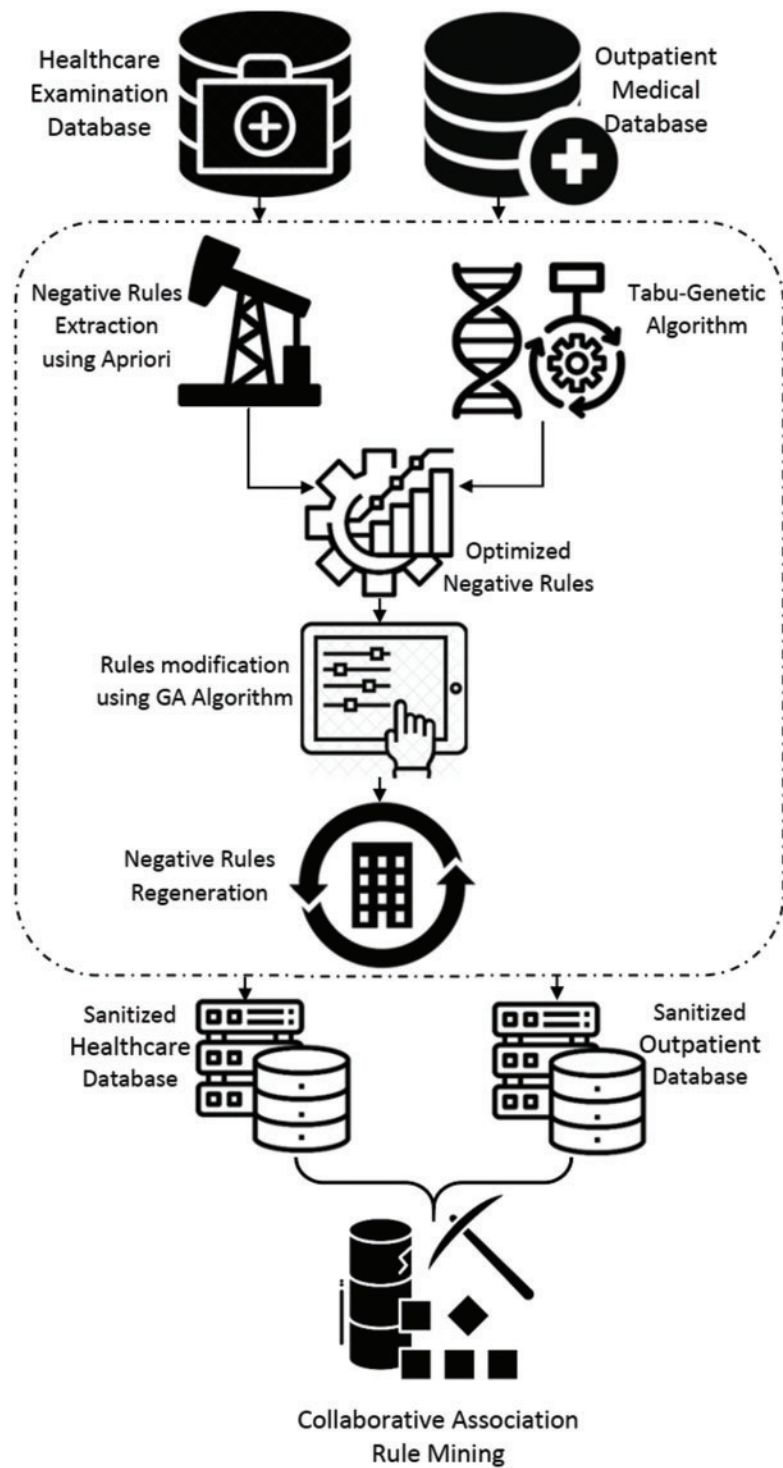 Healthcare
Examination
Database
Outpatient
Medical
Database
Negative Rules
Extraction
using Apriori
Tabu-Genetic
Algorithm
Optimized
Negative Rules
Rules modification
using GA Algorithm
Negative Rules
Regeneration
Sanitized
Healthcare
Database
Sanitized
Outpatient
Database
Collaborative Association
Rule Mining